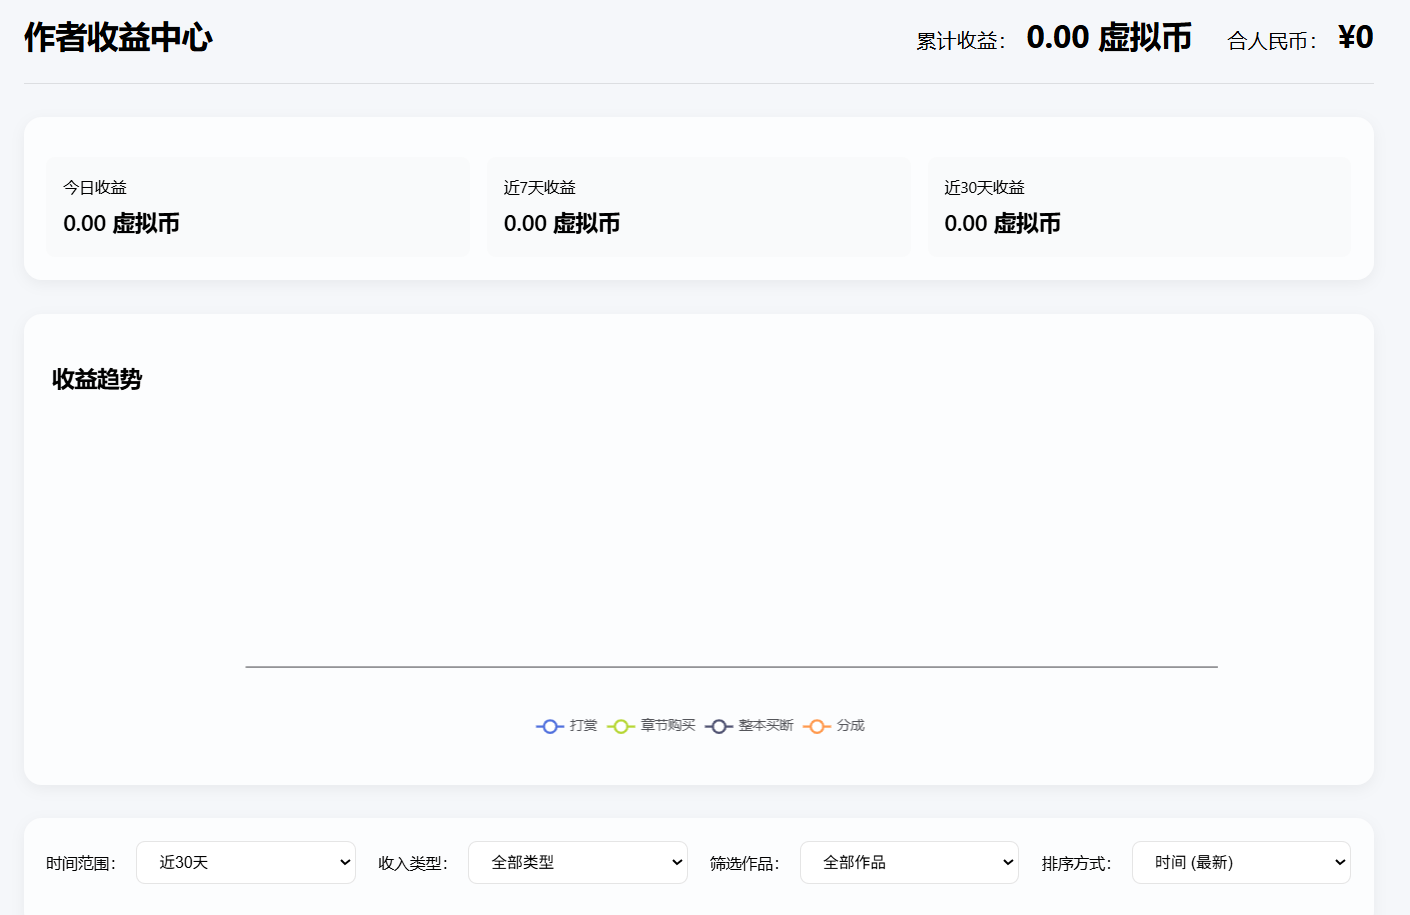 作者收益中心
累计收益： 0.00 虚拟币 合人民币： ¥0
今日收益
0.00 虚拟币
近7天收益
0.00 虚拟币
近30天收益
0.00 虚拟币
收益趋势
打赏 章节购买 整本买断 分成
时间范围： 近30天 收入类型： 全部类型 筛选作品： 全部作品 排序方式： 时间 (最新)